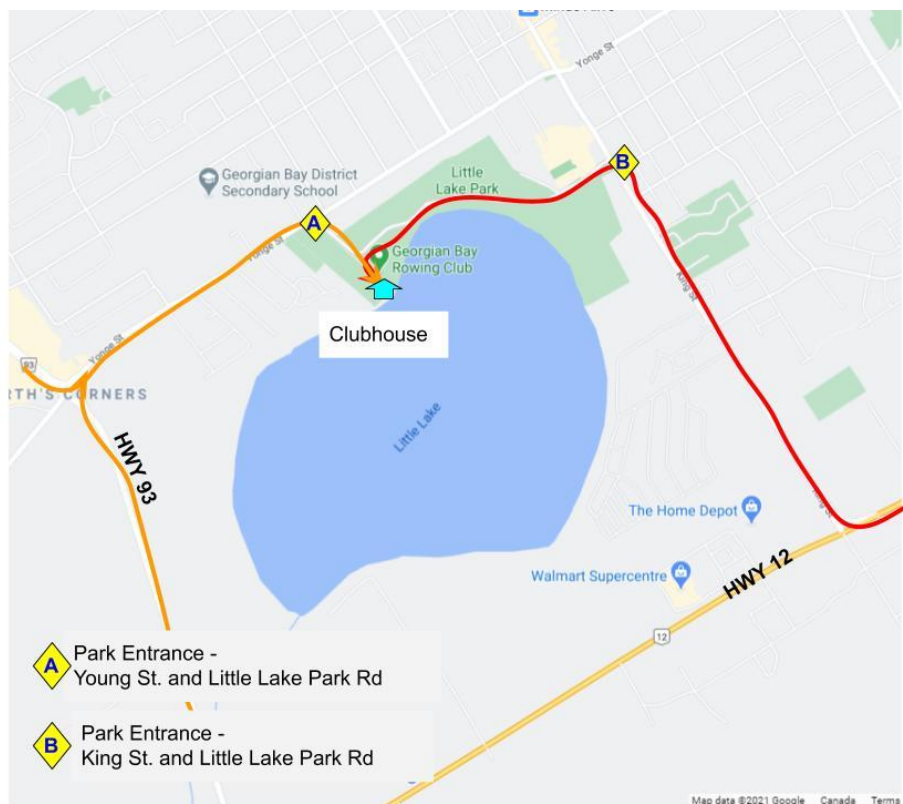 Yonge St
B
Georgian Bay District
Secondary School
Little
Lake Park
A
Yonge St
Georgian Bay
Rowing Club
King St
Clubhouse
93
Yonge St
TH'S CORNERS
Little Lake
HWY 93
King St
The Home Depot
HWY 12
Walmart Supercentre
12
A
Park Entrance -
Young St. and Little Lake Park Rd
B
Park Entrance -
King St. and Little Lake Park Rd
Map data ©2021 Google Canada Terms